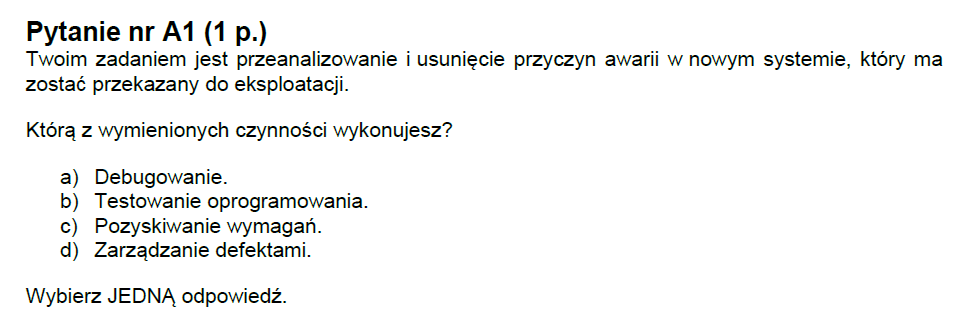 Pytanie nr A1 (1 p.)
Twoim zadaniem jest przeanalizowanie i usunięcie przyczyn awarii w nowym systemie, który ma
zostać przekazany do eksploatacji.
Którą z wymienionych czynności wykonujesz?
a) Debugowanie.
b) Testowanie oprogramowania.
c) Pozyskiwanie wymagań.
d) Zarządzanie defektami.
Wybierz JEDNĄ odpowiedź.